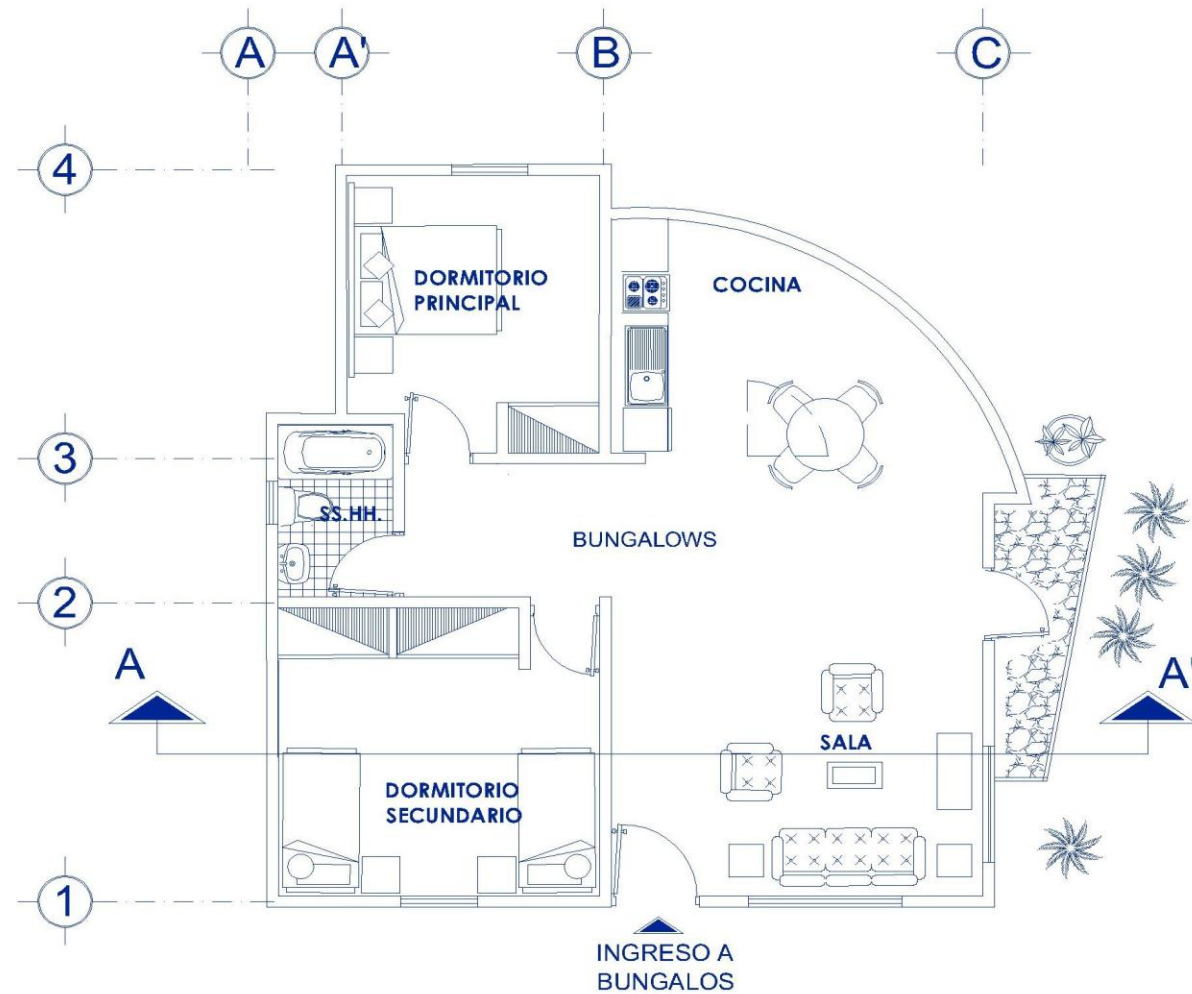 A A' B C
4
DORMITORIO
PRINCIPAL
COCINA
3
SS.HH.
BUNGALOWS
2
A
A'
SALA
DORMITORIO
SECUNDARIO
1
INGRESO A
BUNGALOS